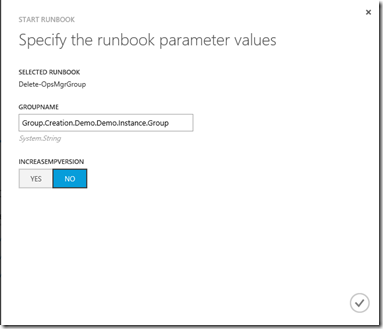 START RUNBOOK
Specify the runbook parameter values
SELECTED RUNBOOK
Delete-OpsMgrGroup
GROUPNAME
Group.Creation.Demo.Demo.Instance.Group
System.String
INCREASEMPVERSION
YES NO